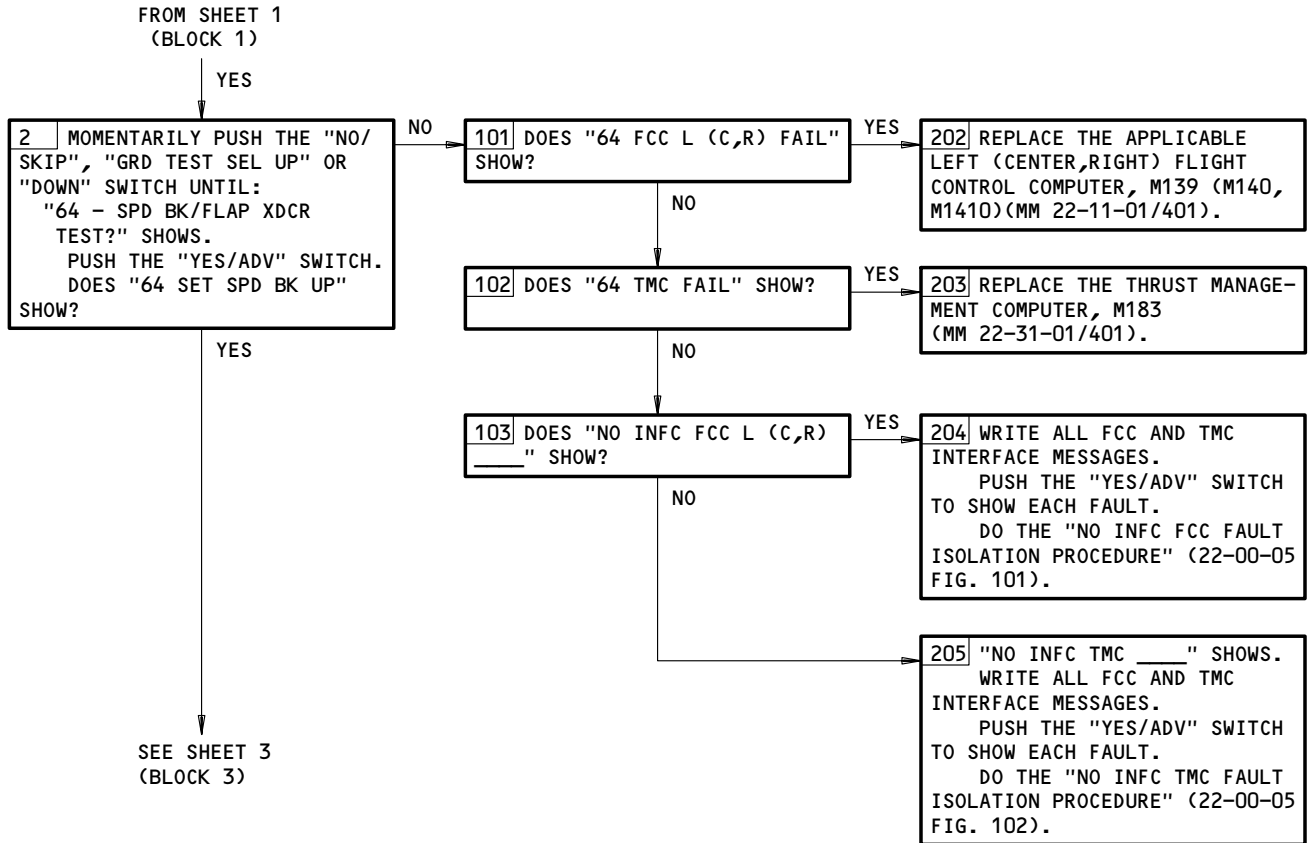 FROM SHEET 1
(BLOCK 1)
YES
2 MOMENTARILY PUSH THE "NO/
SKIP", "GRD TEST SEL UP" OR
"DOWN" SWITCH UNTIL:
"64 - SPD BK/FLAP XDCR
TEST?" SHOWS.
PUSH THE "YES/ADV" SWITCH.
DOES "64 SET SPD BK UP"
SHOW?
NO
101 DOES "64 FCC L (C,R) FAIL"
SHOW?
YES
202 REPLACE THE APPLICABLE
LEFT (CENTER,RIGHT) FLIGHT
CONTROL COMPUTER, M139 (M140,
M1410)(MM 22-11-01/401).
NO
102 DOES "64 TMC FAIL" SHOW?
YES
203 REPLACE THE THRUST MANAGE-
MENT COMPUTER, M183
(MM 22-31-01/401).
YES
NO
103 DOES "NO INFC FCC L (C,R)
____" SHOW?
YES
204 WRITE ALL FCC AND TMC
INTERFACE MESSAGES.
PUSH THE "YES/ADV" SWITCH
TO SHOW EACH FAULT.
DO THE "NO INFC FCC FAULT
ISOLATION PROCEDURE" (22-00-05
FIG. 101).
NO
205 "NO INFC TMC ____" SHOWS.
WRITE ALL FCC AND TMC
INTERFACE MESSAGES.
PUSH THE "YES/ADV" SWITCH
TO SHOW EACH FAULT.
DO THE "NO INFC TMC FAULT
ISOLATION PROCEDURE" (22-00-05
FIG. 102).
SEE SHEET 3
(BLOCK 3)